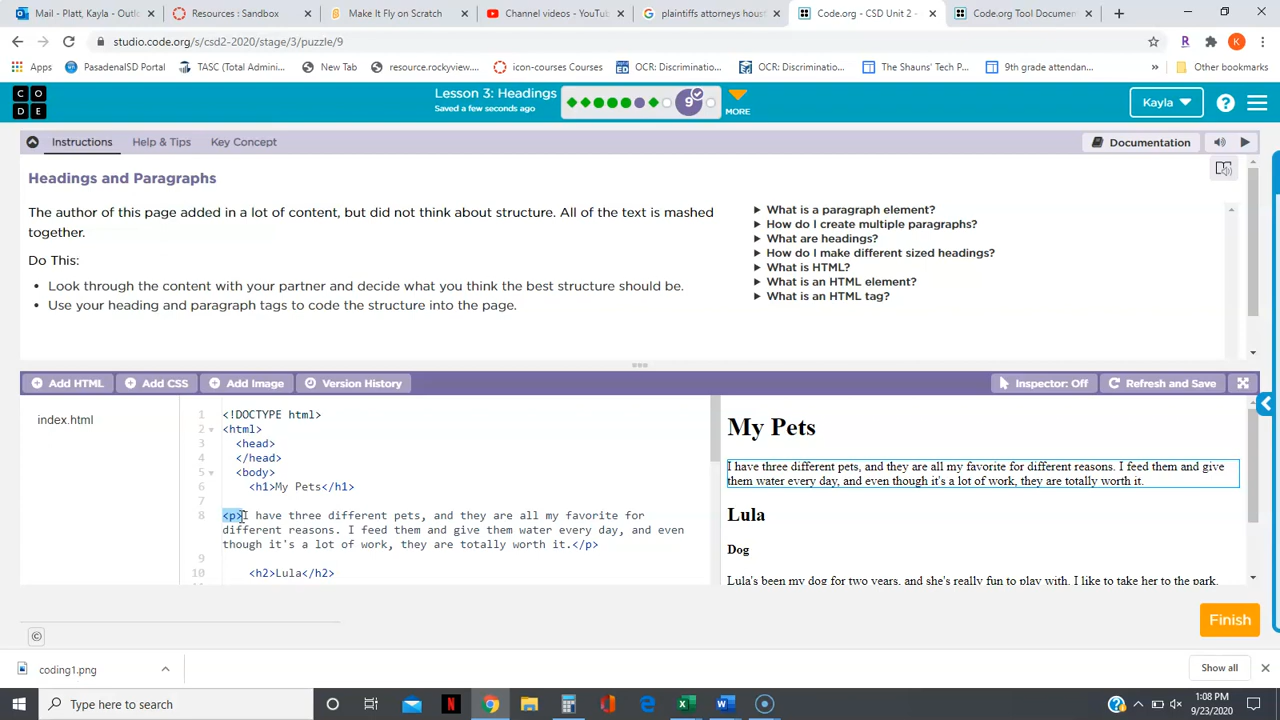 Mail - Platt, Kayla - Outlo
Resources : Sandbox
Make It Fly on Scratch
Channel videos - YouTu
plaintiffs attorneys hous
Code.org - CSD Unit 2 -
Code.org Tool Documen
studio.code.org/s/csd2-2020/stage/3/puzzle/9
R
K
Apps
PasadenaISD Portal
TASC (Total Admini...
New Tab
resource.rockyview...
icon-courses Courses
OCR: Discriminatio...
OCR: Discriminatio...
The Shauns' Tech P...
9th grade attendan...
»
Other bookmarks
C O
D E
Lesson 3: Headings
Saved a few seconds ago
9
MORE
Kayla
?
Instructions
Help & Tips
Key Concept
Documentation
Headings and Paragraphs
The author of this page added in a lot of content, but did not think about structure. All of the text is mashed
together.
Do This:
• Look through the content with your partner and decide what you think the best structure should be.
• Use your heading and paragraph tags to code the structure into the page.
What is a paragraph element?
How do I create multiple paragraphs?
What are headings?
How do I make different sized headings?
What is HTML?
What is an HTML element?
What is an HTML tag?
Add HTML
Add CSS
Add Image
Version History
Inspector: Off
Refresh and Save
index.html
1 <!DOCTYPE html>
2 <html>
3 <head>
4 </head>
5 <body>
6 <h1>My Pets</h1>
7
8 <p>I have three different pets, and they are all my favorite for
different reasons. I feed them and give them water every day, and even
though it's a lot of work, they are totally worth it.</p>
9
10 <h2>Lula</h2>
My Pets
I have three different pets, and they are all my favorite for different reasons. I feed them and give
them water every day, and even though it's a lot of work, they are totally worth it.
Lula
Dog
Lula's been my dog for two years, and she's really fun to play with. I like to take her to the park.
Finish
©
coding1.png
Show all
Type here to search
1:08 PM
9/23/2020